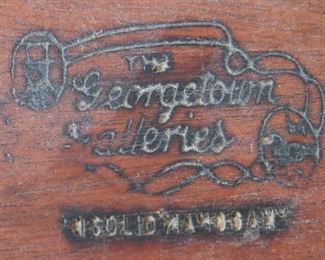 The
Georgetown
Galleries
SOLID MAHOGANY